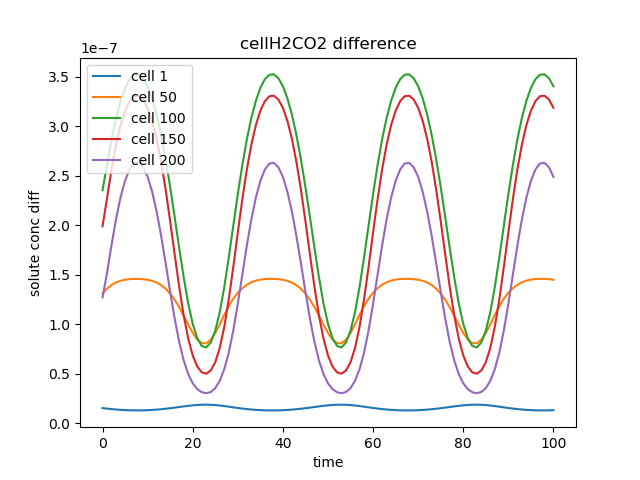 cellH2CO2 difference
1e−7
3.5
3.0
2.5
2.0
1.5
1.0
0.5
0.0
solute conc diff
cell 1
cell 50
cell 100
cell 150
cell 200
0 20 40 60 80 100
time